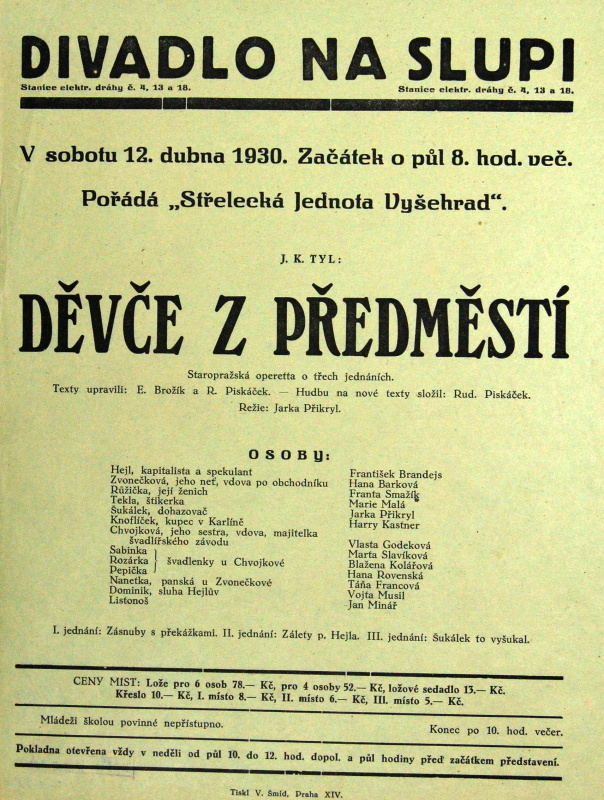 DIVADLO NA SLUPI
Stanice elektr. dráhy č. 4, 13 a 18. Stanice elektr. dráhy č. 4, 13 a 18.
V sobotu 12. dubna 1930. Začátek o půl 8. hod. več.
Pořádá „Střelecká Jednota Vyšehrad“.
J. K. TYL:
DĚVČE Z PŘEDMĚSTÍ
Staropražská operetta o třech jednáních.
Texty upravili: E. Brožík a R. Piskáček. — Hudbu na nové texty složil: Rud. Piskáček.
Režie: Jarka Přikryl.
OSOBY:
Hejl, kapitalista a spekulant František Brandejs
Zvonečková, jeho neť, vdova po obchodníku Hana Barková
Růžička, její ženich Franta Smažík
Tekla, štikerka Marie Malá
Šukálek, dohazovač Jarka Přikryl
Knoflíček, kupec v Karlíně Harry Kastner
Chvojková, jeho sestra, vdova, majitelka
švadlířského závodu Vlasta Godeková
Sabinka Marta Slavíková
Rozárka } švadlenky u Chvojkové Blažena Kolářová
Pepička Hana Rovenská
Nanetka, panská u Zvonečkové Táňa Francová
Dominik, sluha Hejlův Vojta Musil
Listonoš Jan Minář
I. jednání: Zásnuby s překážkami. II. jednání: Zálety p. Hejla. III. jednání: Šukálek to vyšukal.
CENY MÍST: Lože pro 6 osob 78.— Kč, pro 4 osoby 52.— Kč, ložové sedadlo 13.— Kč.
Křeslo 10.— Kč, I. místo 8.— Kč, II. místo 6.— Kč, III. místo 5.— Kč.
Mládeži školou povinné nepřístupno. Konec po 10. hod. večer.
Pokladna otevřena vždy v neděli od půl 10. do 12. hod. dopol. a půl hodiny před začátkem představení.
Tiskl V. Šmíd, Praha XIV.